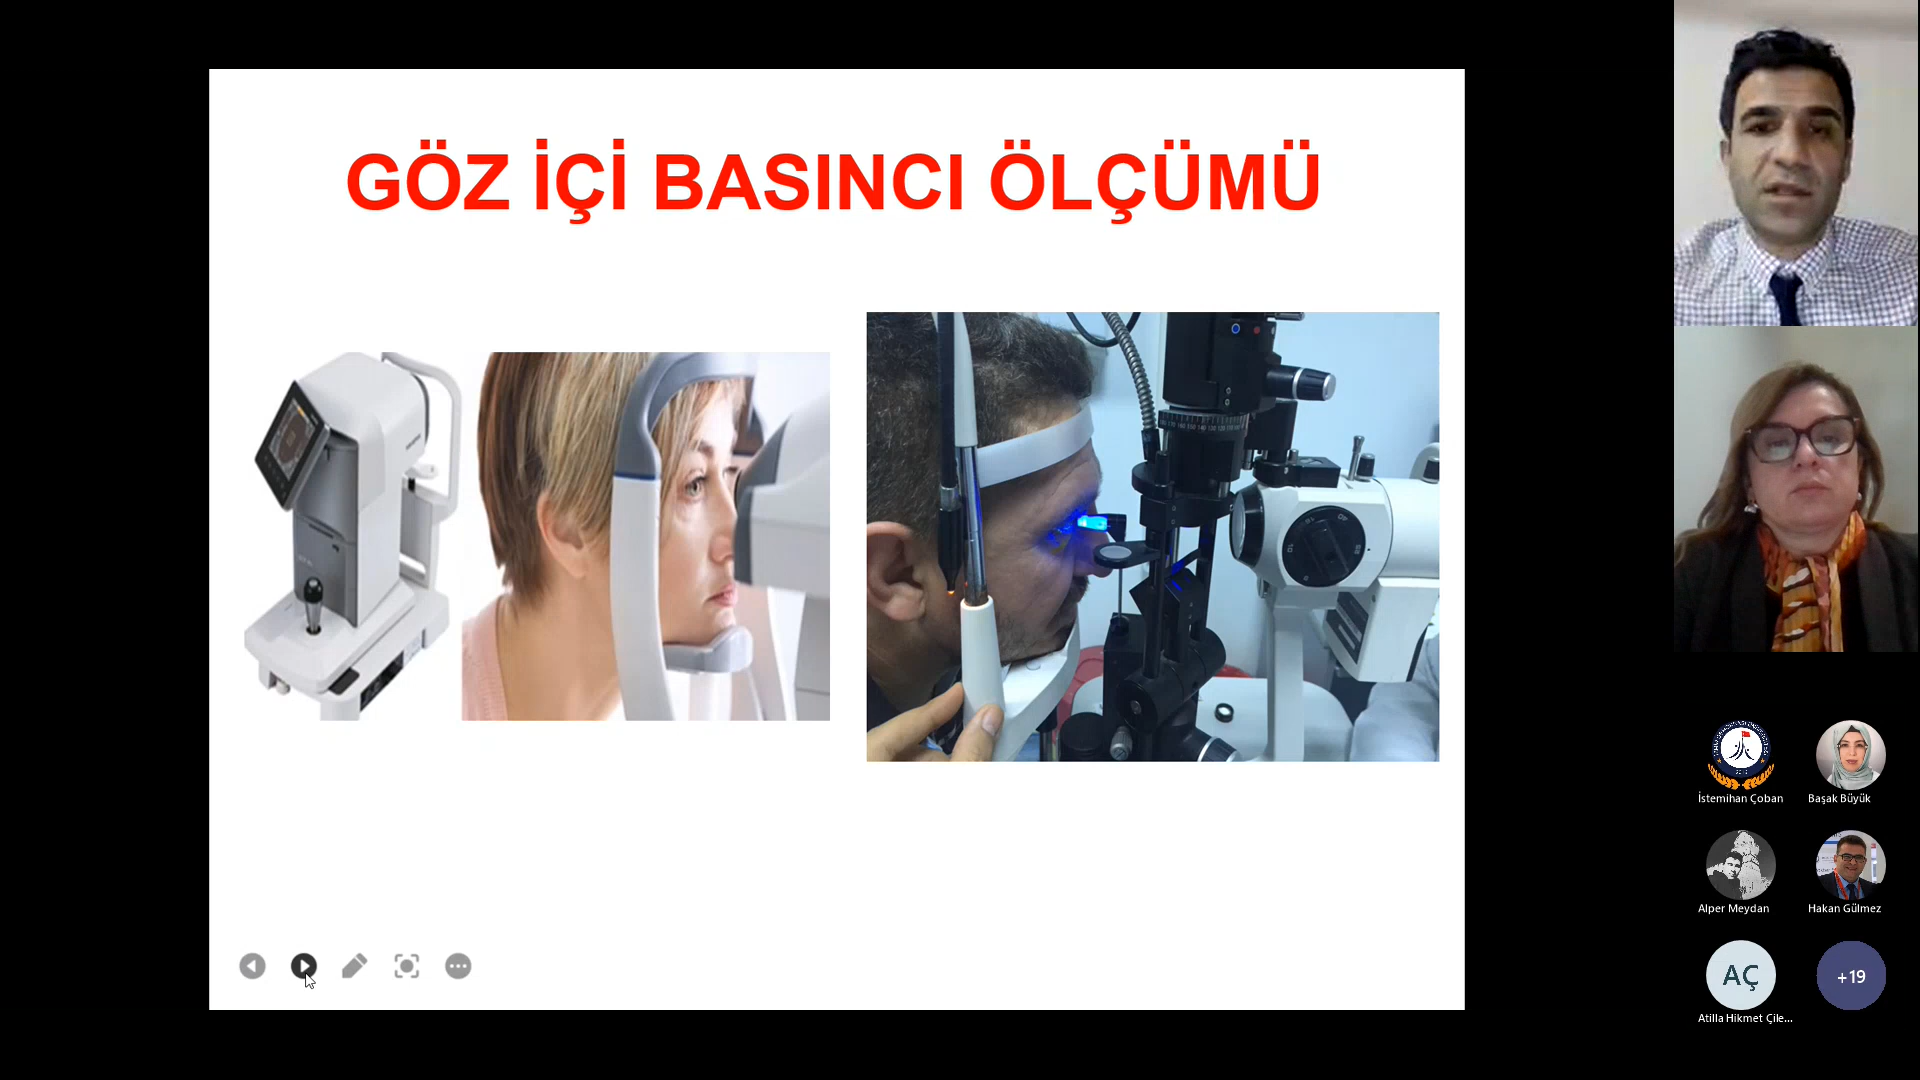 GÖZ İÇİ BASINCI ÖLÇÜMÜ
İstemihan Çoban
Başak Büyük
Alper Meydan
Hakan Gülmez
AÇ
+19
Atilla Hikmet Çile...